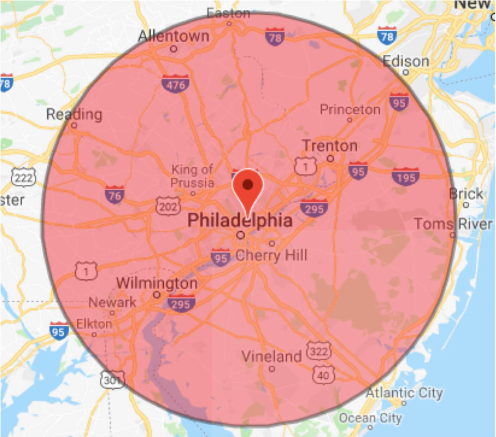 New
Easton
78
Allentown
78
Edison
78
476
95
Reading
Princeton
Trenton
1
King of
Prussia
95
195
222
76
202
ster
295
Brick
Philadelphia
Toms River
Cherry Hill
95
1
Wilmington
Newark
295
95
Elkton
322
Vineland
40
301
Atlantic City
Ocean City